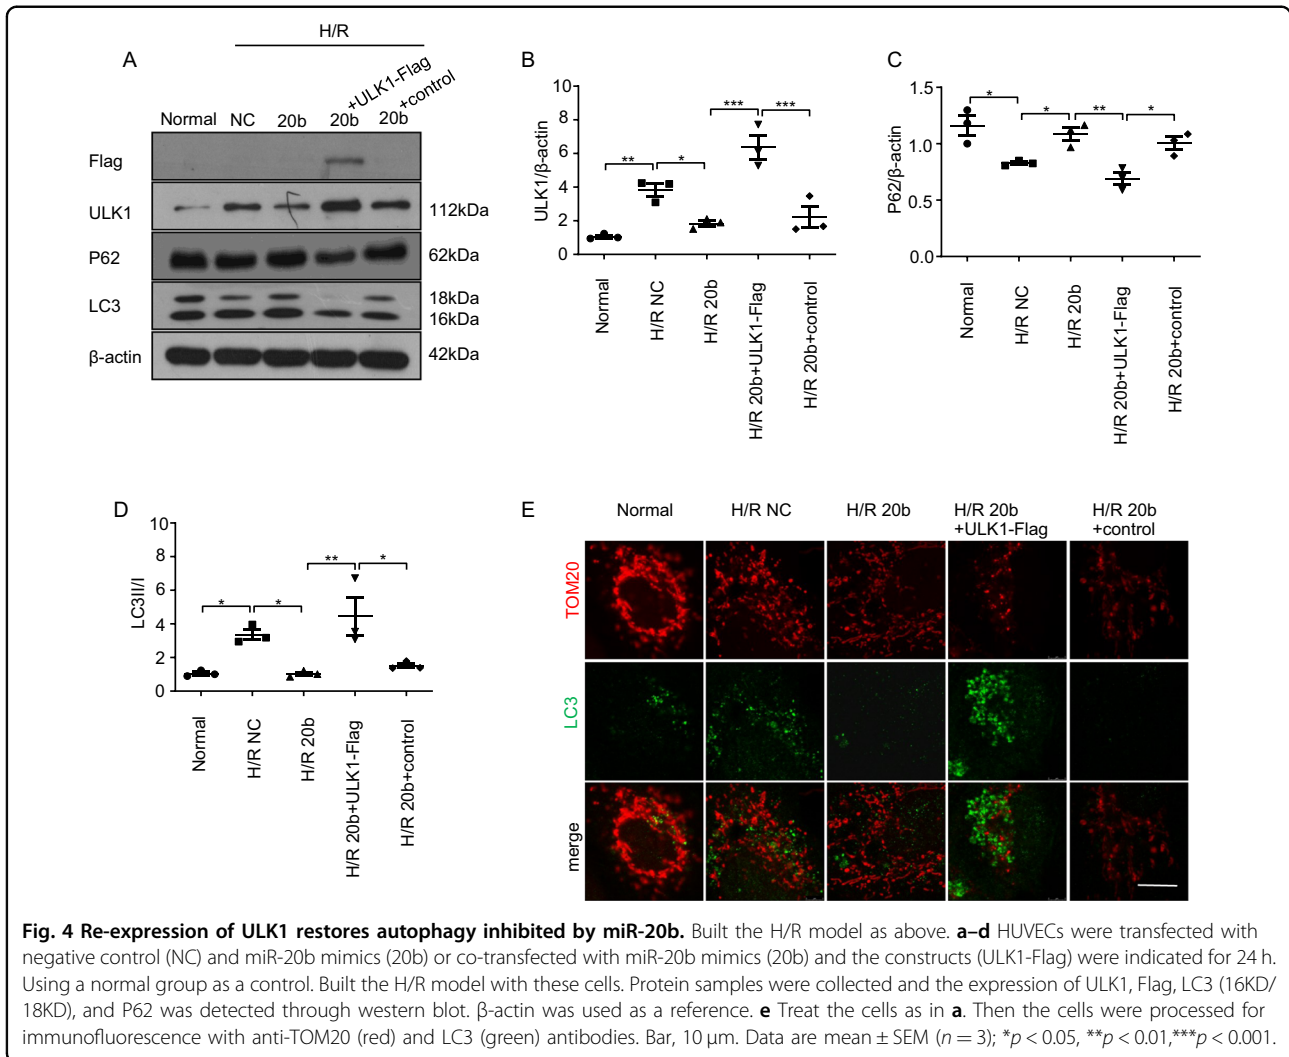 H/R
A
Normal NC 20b 20b+ULK1-Flag 20b+control
Flag
ULK1 112kDa
P62 62kDa
LC3 18kDa
16kDa
β-actin 42kDa
B
ULK1/β-actin
10
8
6
4
2
0
** * *** ***
Normal
H/R NC
H/R 20b
H/R 20b+ULK1-Flag
H/R 20b+control
C
P62/β-actin
1.5
1.0
0.5
0.0
* * ** *
Normal
H/R NC
H/R 20b
H/R 20b+ULK1-Flag
H/R 20b+control
D
LC3II/I
10
8
6
4
2
0
* * ** *
Normal
H/R NC
H/R 20b
H/R 20b+ULK1-Flag
H/R 20b+control
E
Normal H/R NC H/R 20b H/R 20b H/R 20b
+ULK1-Flag +control
TOM20
LC3
merge
Fig. 4 Re-expression of ULK1 restores autophagy inhibited by miR-20b. Built the H/R model as above. a–d HUVECs were transfected with
negative control (NC) and miR-20b mimics (20b) or co-transfected with miR-20b mimics (20b) and the constructs (ULK1-Flag) were indicated for 24 h.
Using a normal group as a control. Built the H/R model with these cells. Protein samples were collected and the expression of ULK1, Flag, LC3 (16KD/
18KD), and P62 was detected through western blot. β-actin was used as a reference. e Treat the cells as in a. Then the cells were processed for
immunofluorescence with anti-TOM20 (red) and LC3 (green) antibodies. Bar, 10 μm. Data are mean ± SEM (n = 3); *p < 0.05, **p < 0.01,***p < 0.001.